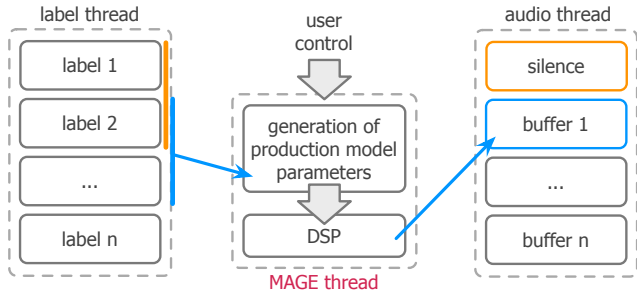 label thread
label 1
label 2
...
label n
user
control
generation of
production model
parameters
DSP
MAGE thread
audio thread
silence
buffer 1
...
buffer n